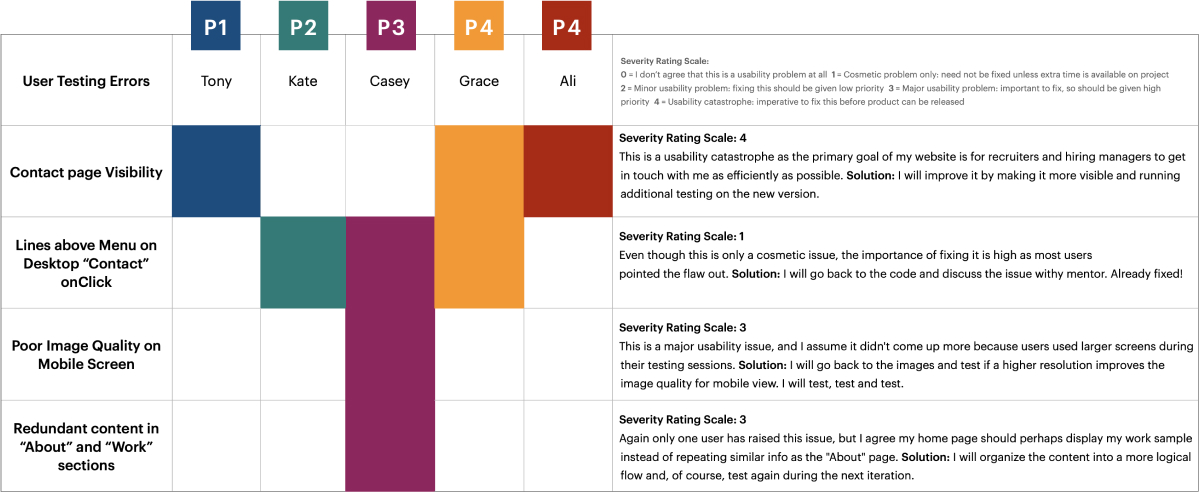 P1 P2 P3 P4 P4
User Testing Errors
Tony
Kate
Casey
Grace
Ali
Severity Rating Scale:
0 = I don't agree that this is a usability problem at all 1 = Cosmetic problem only: need not be fixed unless extra time is available on project
2 = Minor usability problem: fixing this should be given low priority 3 = Major usability problem: important to fix, so should be given high
priority 4 = Usability catastrophe: imperative to fix this before product can be released
Contact page Visibility
Severity Rating Scale: 4
This is a usability catastrophe as the primary goal of my website is for recruiters and hiring managers to get
in touch with me as efficiently as possible. Solution: I will improve it by making it more visible and running
additional testing on the new version.
Lines above Menu on
Desktop “Contact”
onClick
Severity Rating Scale: 1
Even though this is only a cosmetic issue, the importance of fixing it is high as most users
pointed the flaw out. Solution: I will go back to the code and discuss the issue withy mentor. Already fixed!
Poor Image Quality on
Mobile Screen
Severity Rating Scale: 3
This is a major usability issue, and I assume it didn't come up more because users used larger screens during
their testing sessions. Solution: I will go back to the images and test if a higher resolution improves the
image quality for mobile view. I will test, test and test.
Redundant content in
“About” and “Work”
sections
Severity Rating Scale: 3
Again only one user has raised this issue, but I agree my home page should perhaps display my work sample
instead of repeating similar info as the "About" page. Solution: I will organize the content into a more logical
flow and, of course, test again during the next iteration.